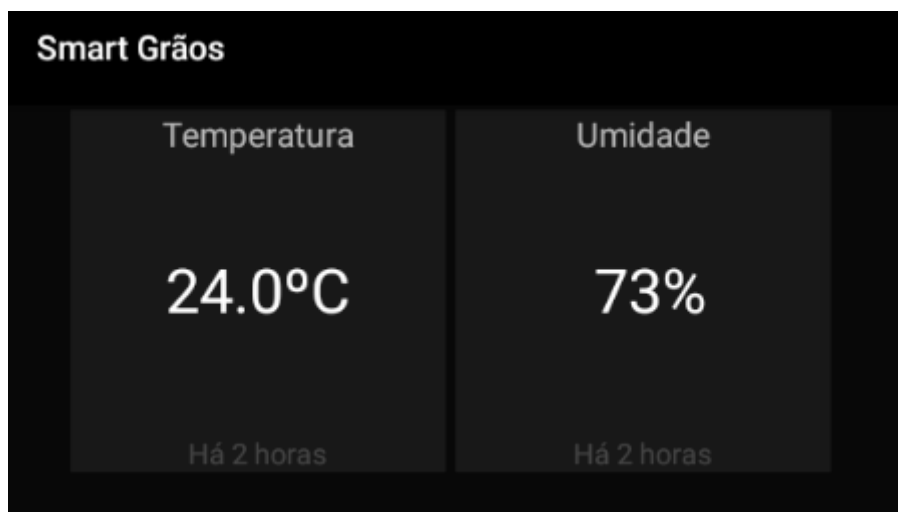 Smart Grãos
Temperatura
Umidade
24.0ºC
73%
Há 2 horas
Há 2 horas